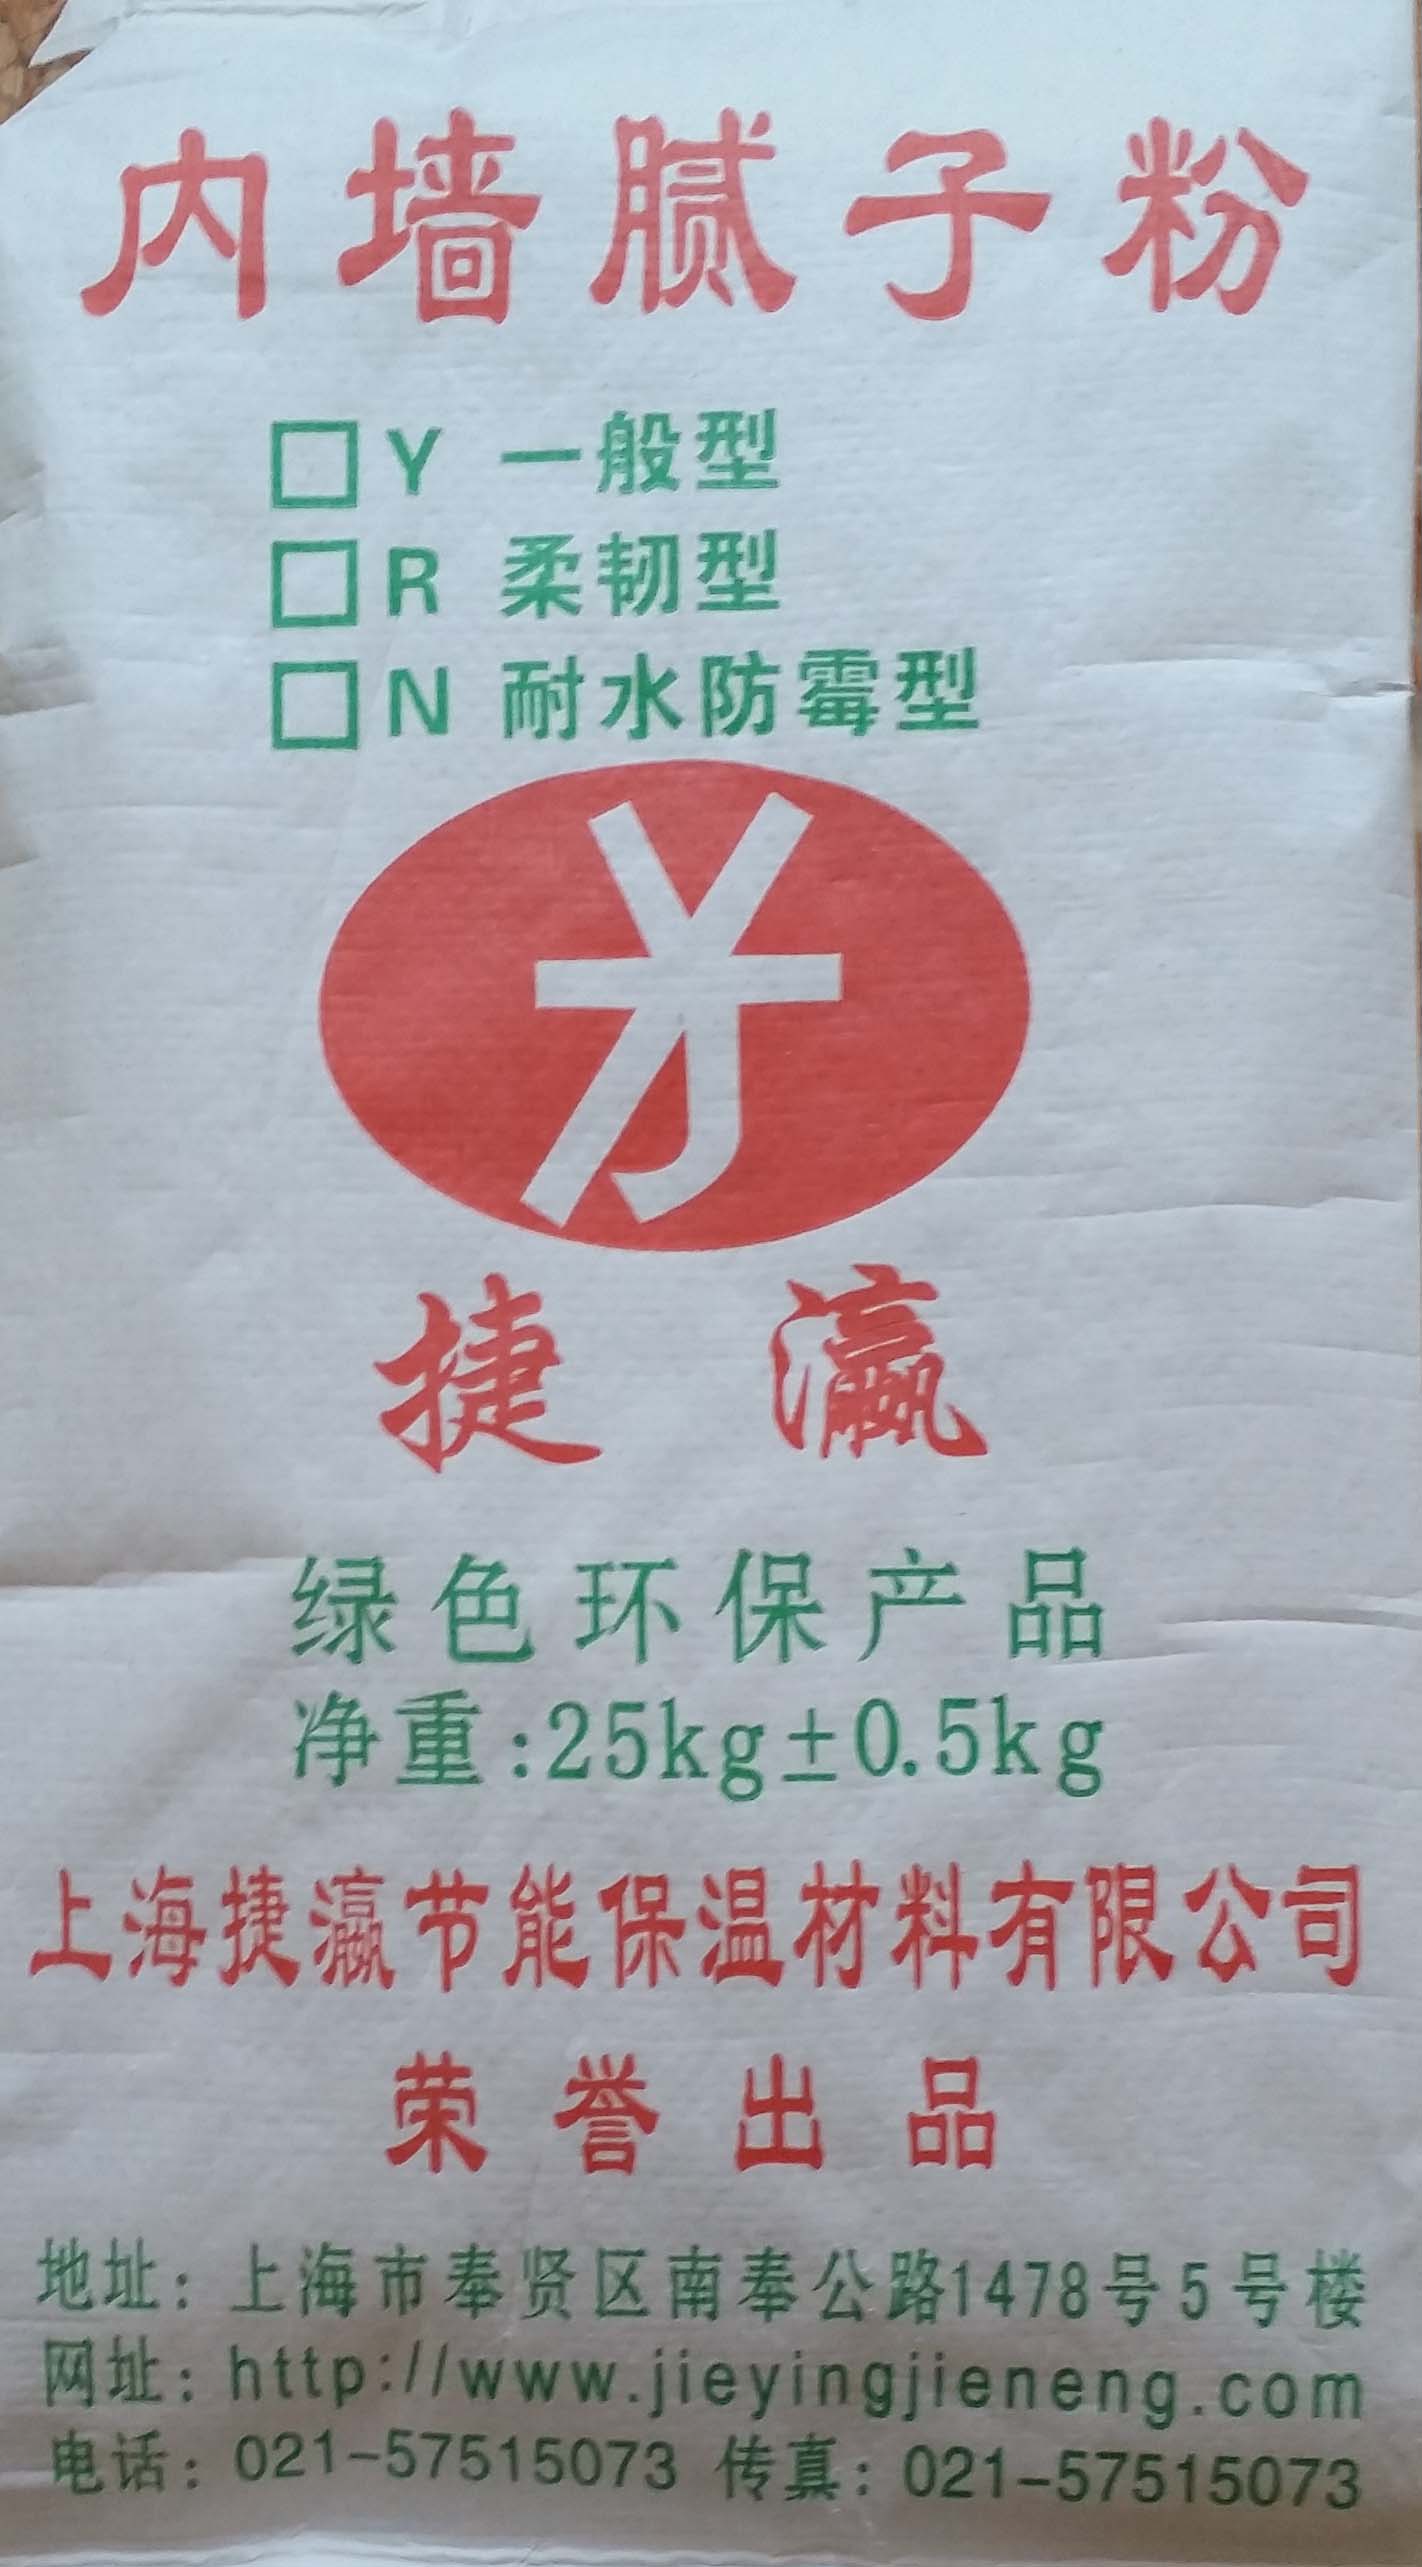 内墙腻子粉
□Y 一般型
□R 柔韧型
□N 耐水防霉型
捷瀛
绿色环保产品
净重:25kg±0.5kg
上海捷瀛节能保温材料有限公司
荣誉出品
地址：上海市奉贤区南奉公路1478号5号楼
网址：http://www.jieyingjieneng.com
电话：021-57515073 传真：021-57515073